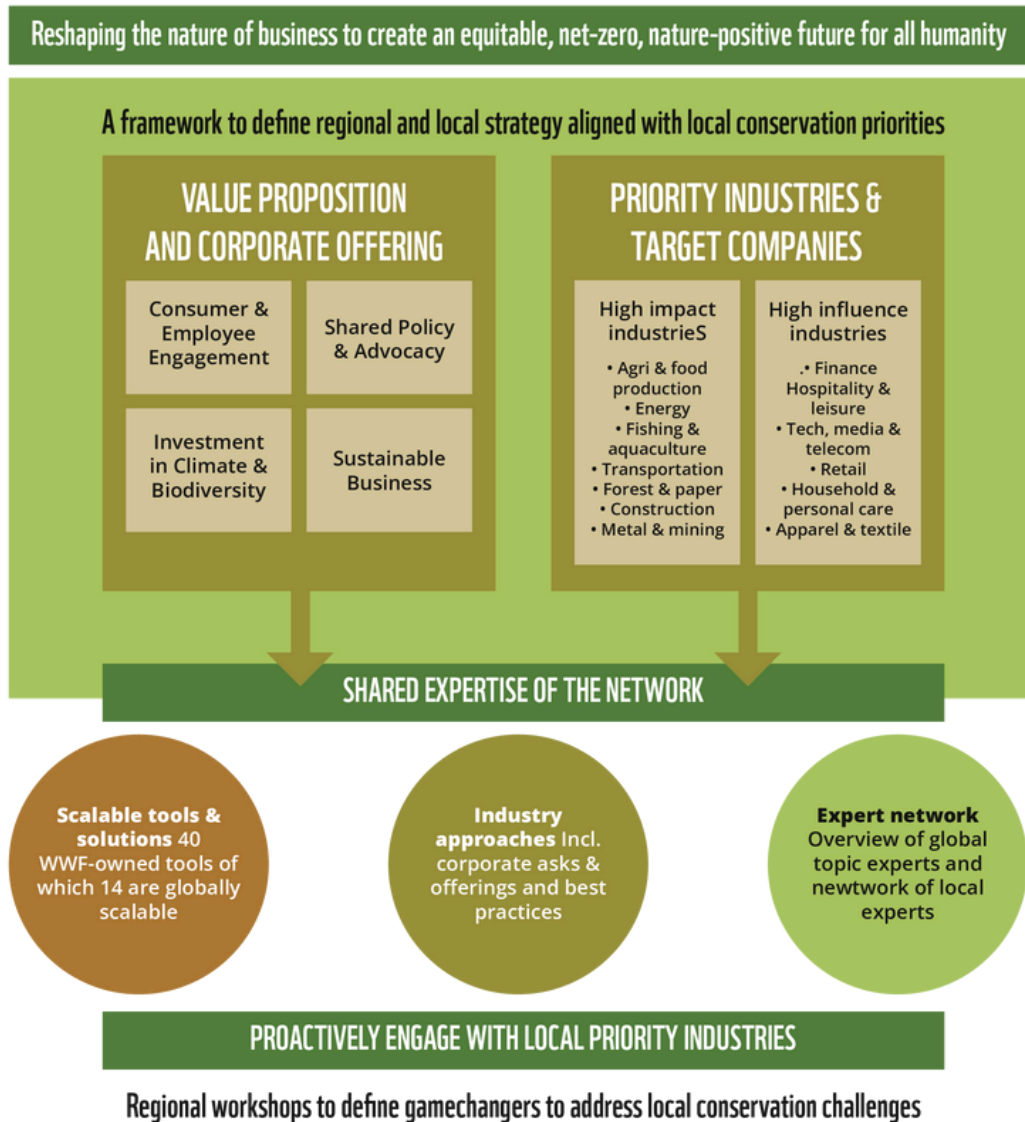 Reshaping the nature of business to create an equitable, net-zero, nature-positive future for all humanity
A framework to define regional and local strategy aligned with local conservation priorities
VALUE PROPOSITION
AND CORPORATE OFFERING
Consumer &
Employee
Engagement
Shared Policy
& Advocacy
Investment
in Climate &
Biodiversity
Sustainable
Business
PRIORITY INDUSTRIES &
TARGET COMPANIES
High impact
industrieS
• Agri & food
production
• Energy
• Fishing &
aquaculture
• Transportation
• Forest & paper
• Construction
• Metal & mining
High influence
industries
.• Finance
Hospitality &
leisure
• Tech, media &
telecom
• Retail
• Household &
personal care
• Apparel & textile
SHARED EXPERTISE OF THE NETWORK
Scalable tools &
solutions 40
WWF-owned tools of
which 14 are globally
scalable
Industry
approaches Incl.
corporate asks &
offerings and best
practices
Expert network
Overview of global
topic experts and
newtwork of local
experts
PROACTIVELY ENGAGE WITH LOCAL PRIORITY INDUSTRIES
Regional workshops to define gamechangers to address local conservation challenges